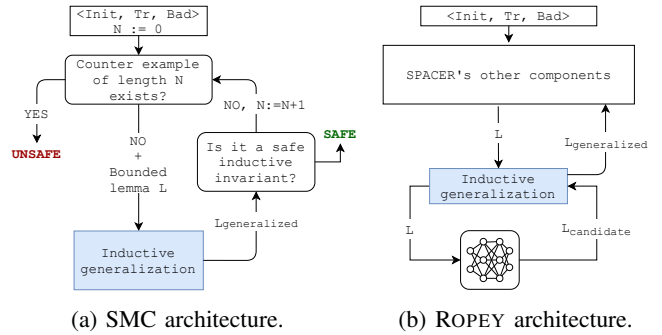 <Init, Tr, Bad>
N := 0
Counter example
of length N
exists?
YES
UNSAFE
NO, N:=N+1
NO
+
Bounded
lemma L
Is it a safe
inductive
invariant?
SAFE
Lgeneralized
Inductive
generalization
(a) SMC architecture.
<Init, Tr, Bad>
SPACER's other components
L
Lgeneralized
Inductive
generalization
L
Lcandidate
(b) ROPEY architecture.